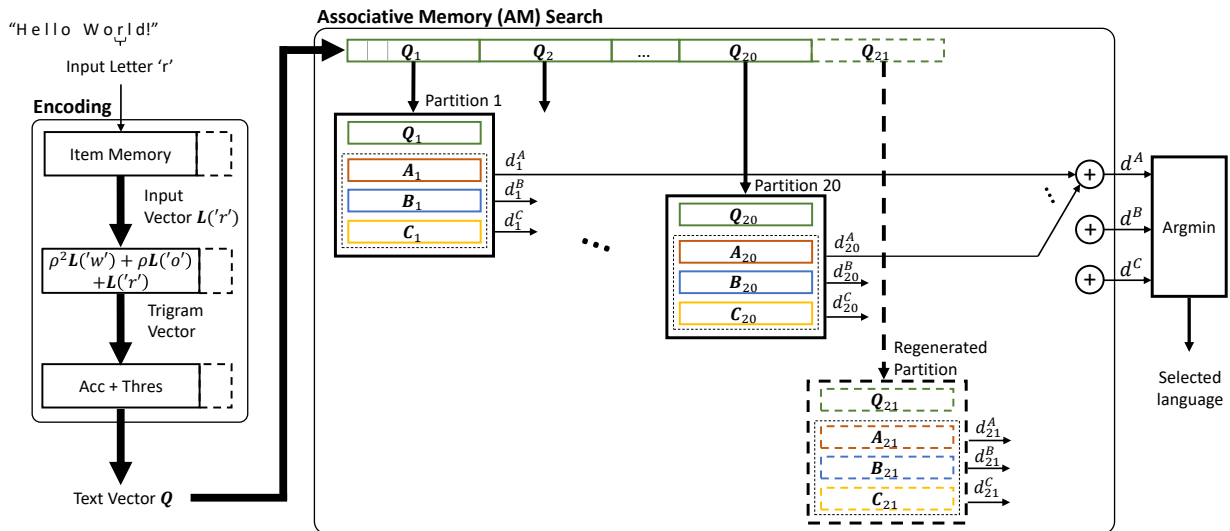 "Hello World!"
Input Letter 'r'
Encoding
Item Memory
Input
Vector L('r')
ρ²L('w') + ρL('o')
+L('r')
Trigram
Vector
Acc + Thres
Text Vector Q
Associative Memory (AM) Search
Q₁ Q₂ ... Q₂₀ Q₂₁
Partition 1
Q₁
A₁
B₁
C₁
d₁ᴬ
d₁ᴮ
d₁ᶜ
...
Partition 20
Q₂₀
A₂₀
B₂₀
C₂₀
d₂₀ᴬ
d₂₀ᴮ
d₂₀ᶜ
Regenerated
Partition
Q₂₁
A₂₁
B₂₁
C₂₁
d₂₁ᴬ
d₂₁ᴮ
d₂₁ᶜ
...
+ dᴬ
+ dᴮ
+ dᶜ
Argmin
Selected
language